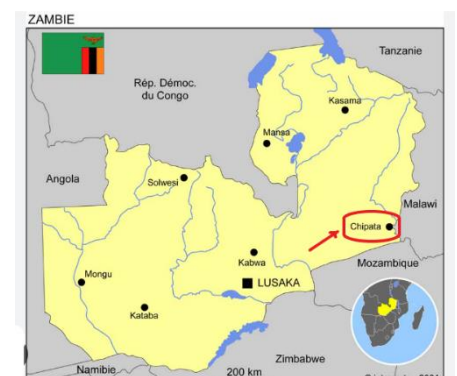 ZAMBIE
Tanzanie
Rép. Démoc.
du Congo
Kasama
Mansa
Angola
Solwesi
Malawi
Chipata
Kabwa
Mozambique
Mongu
LUSAKA
Kataba
Zimbabwe
Namibie
200 km